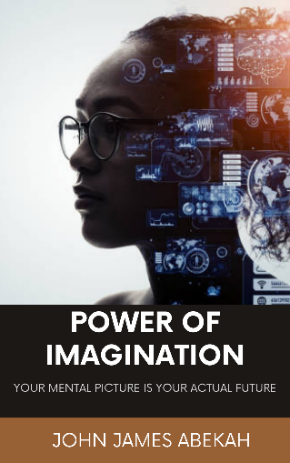 POWER OF
IMAGINATION
YOUR MENTAL PICTURE IS YOUR ACTUAL FUTURE
JOHN JAMES ABEKAH